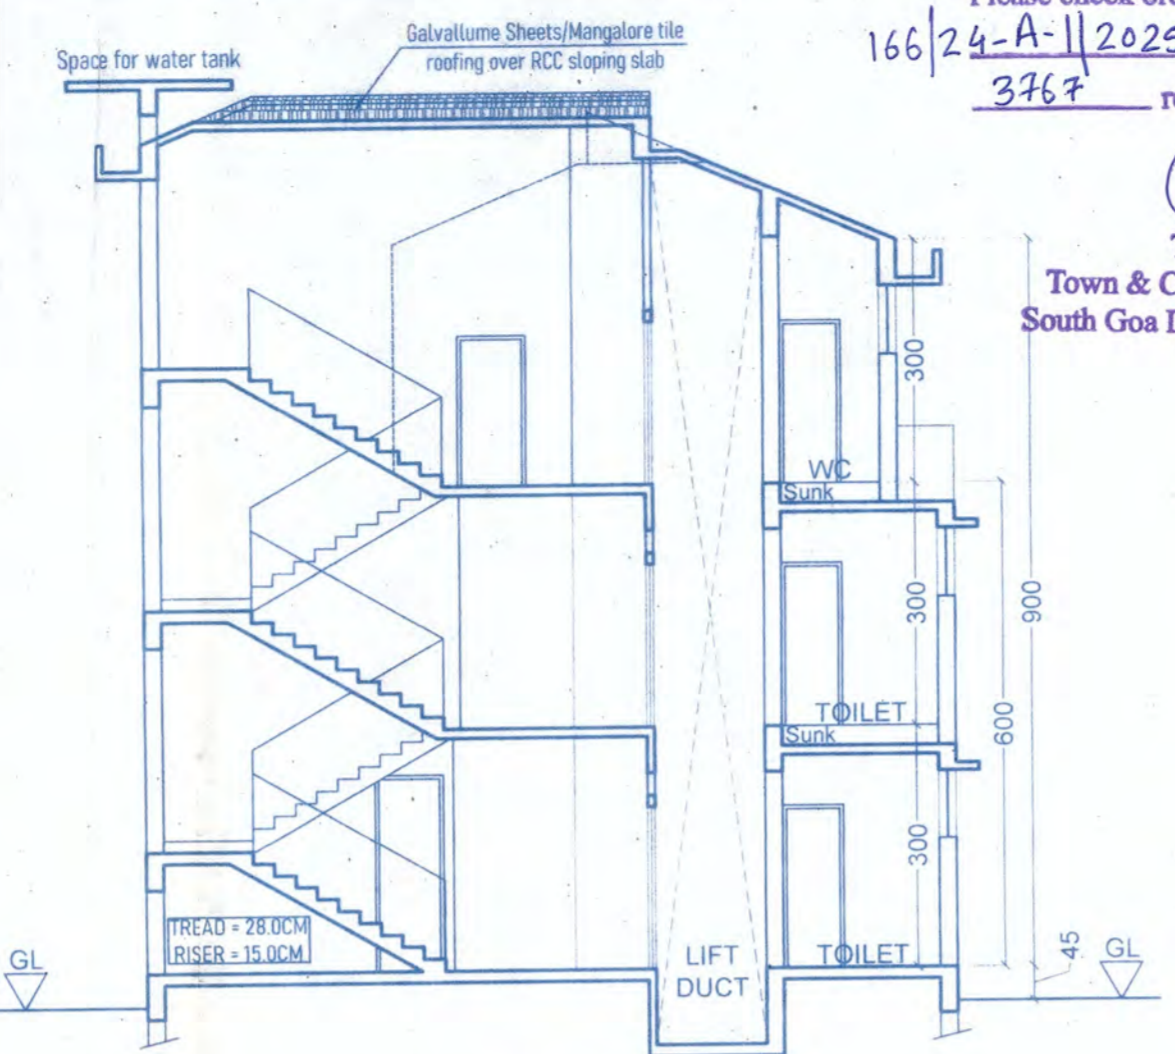 166/24-A-1/2025
3767
Town & C
South Goa D
Space for water tank
Galvallume Sheets/Mangalore tile
roofing over RCC sloping slab
300
WC
Sunk
300
900
TOILET
Sunk
600
300
TREAD = 28.0CM
RISER = 15.0CM
LIFT
DUCT
TOILET
45
GL
GL